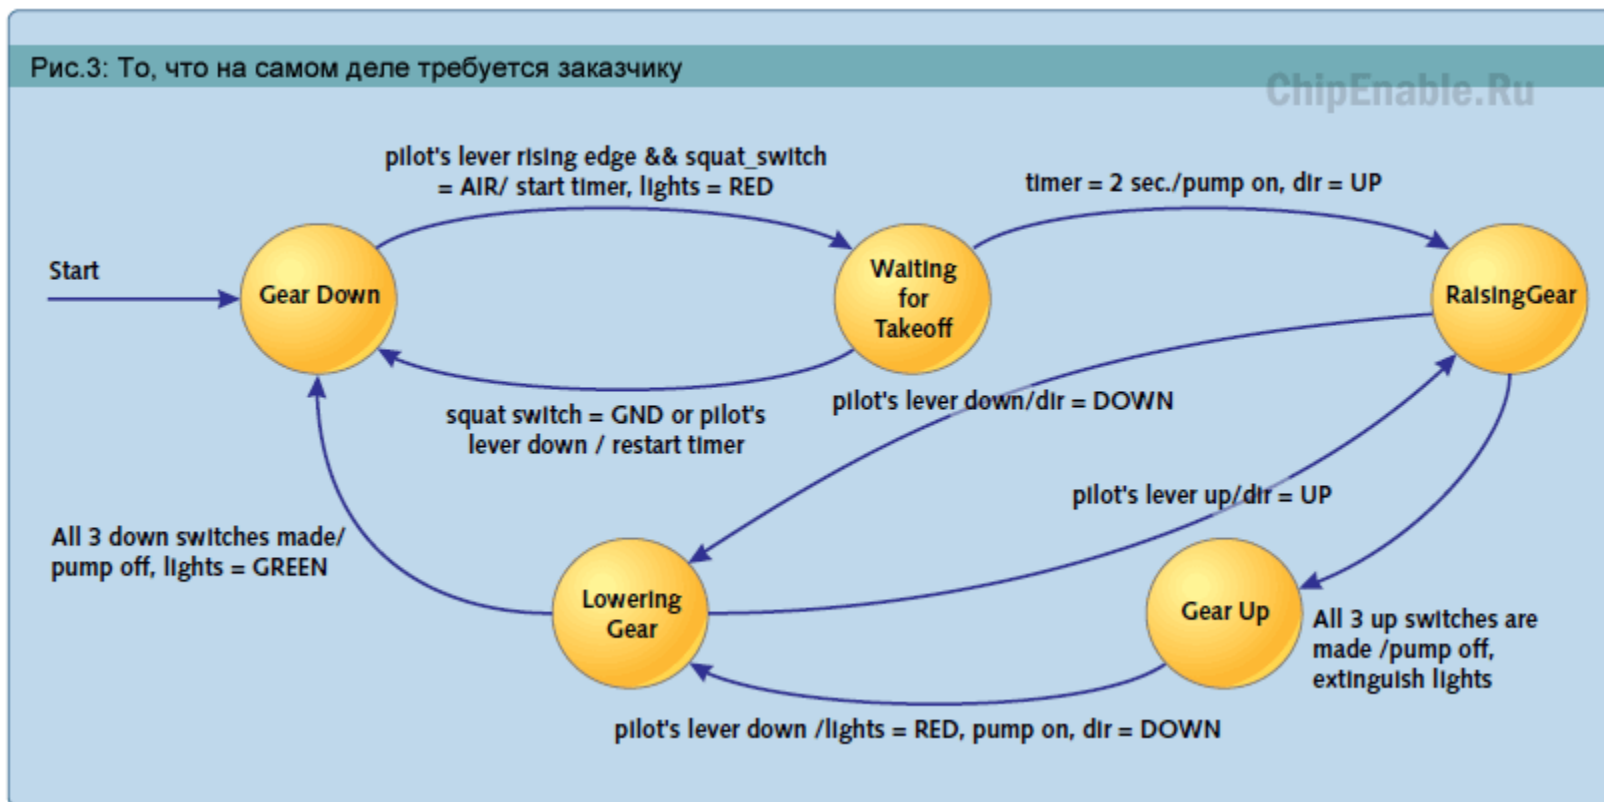 Рис.3: То, что на самом деле требуется заказчику
ChipEnable.Ru
pilot's lever rising edge && squat_switch
= AIR/ start timer, lights = RED
timer = 2 sec./pump on, dir = UP
Start
Gear Down
Waiting
for
Takeoff
RaisingGear
squat switch = GND or pilot's
lever down / restart timer
pilot's lever down/dir = DOWN
pilot's lever up/dir = UP
All 3 down switches made/
pump off, lights = GREEN
Lowering
Gear
Gear Up
All 3 up switches are
made /pump off,
extinguish lights
pilot's lever down /lights = RED, pump on, dir = DOWN